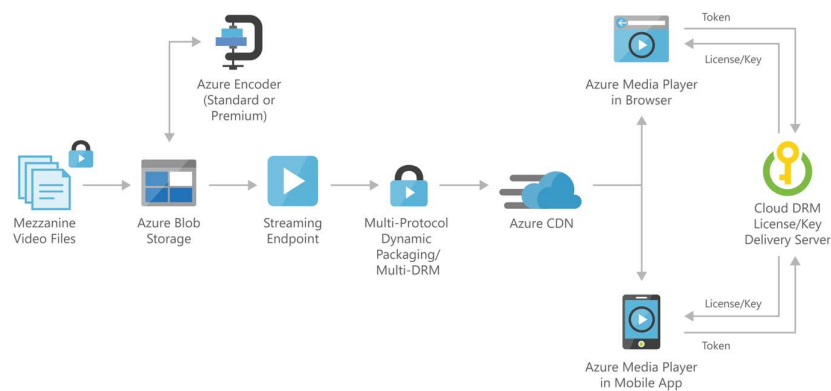 Token
License/Key
Azure Encoder
(Standard or
Premium)
Azure Media Player
in Browser
Mezzanine
Video Files
Azure Blob
Storage
Streaming
Endpoint
Multi-Protocol
Dynamic
Packaging/
Multi-DRM
Azure CDN
Cloud DRM
License/Key
Delivery Server
License/Key
Token
Azure Media Player
in Mobile App